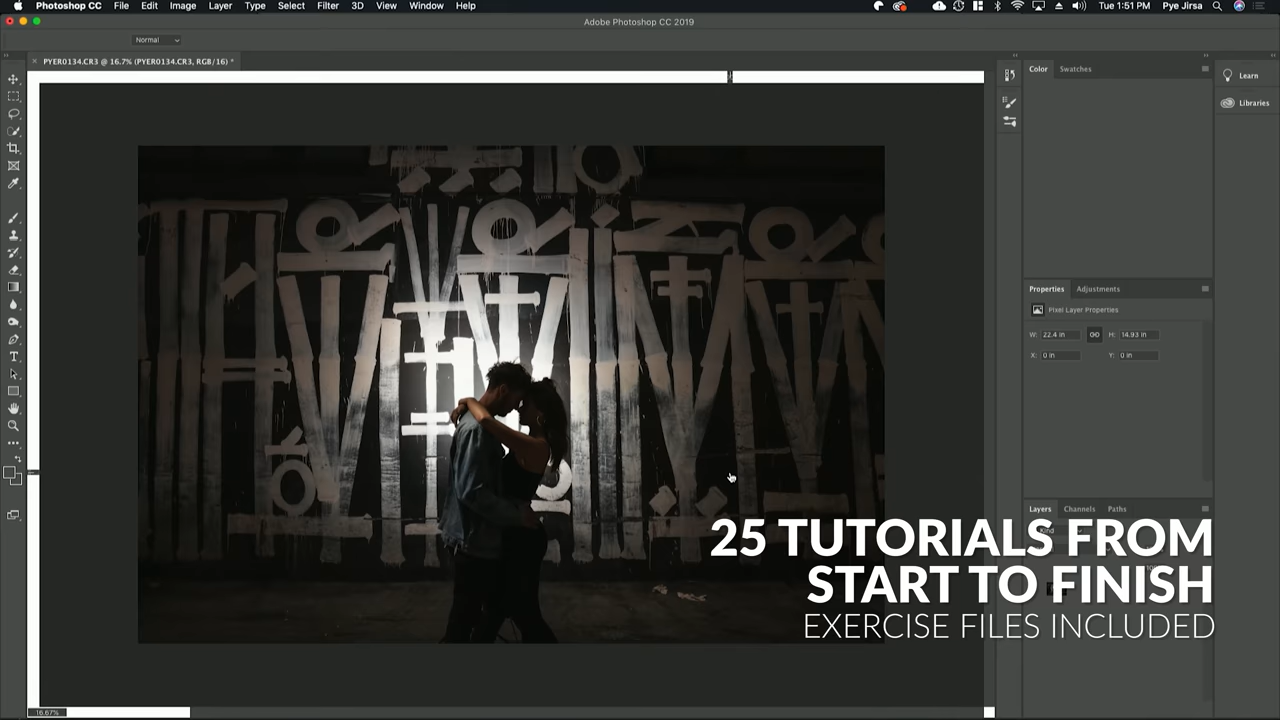 Photoshop CC File Edit Image Layer Type Select Filter 3D View Window Help Tue 1:51 PM Pye Jirsa
Adobe Photoshop CC 2019
Normal
PYER0134.CR3 @ 16.7% (PYER0134.CR3, RGB/16) *
Color Swatches
Learn
Libraries
Properties Adjustments
Pixel Layer Properties
W: 22.4 in H: 14.93 in
X: 0 in Y: 0 in
Layers Channels Paths
25 TUTORIALS FROM
START TO FINISH
EXERCISE FILES INCLUDED
16.67%